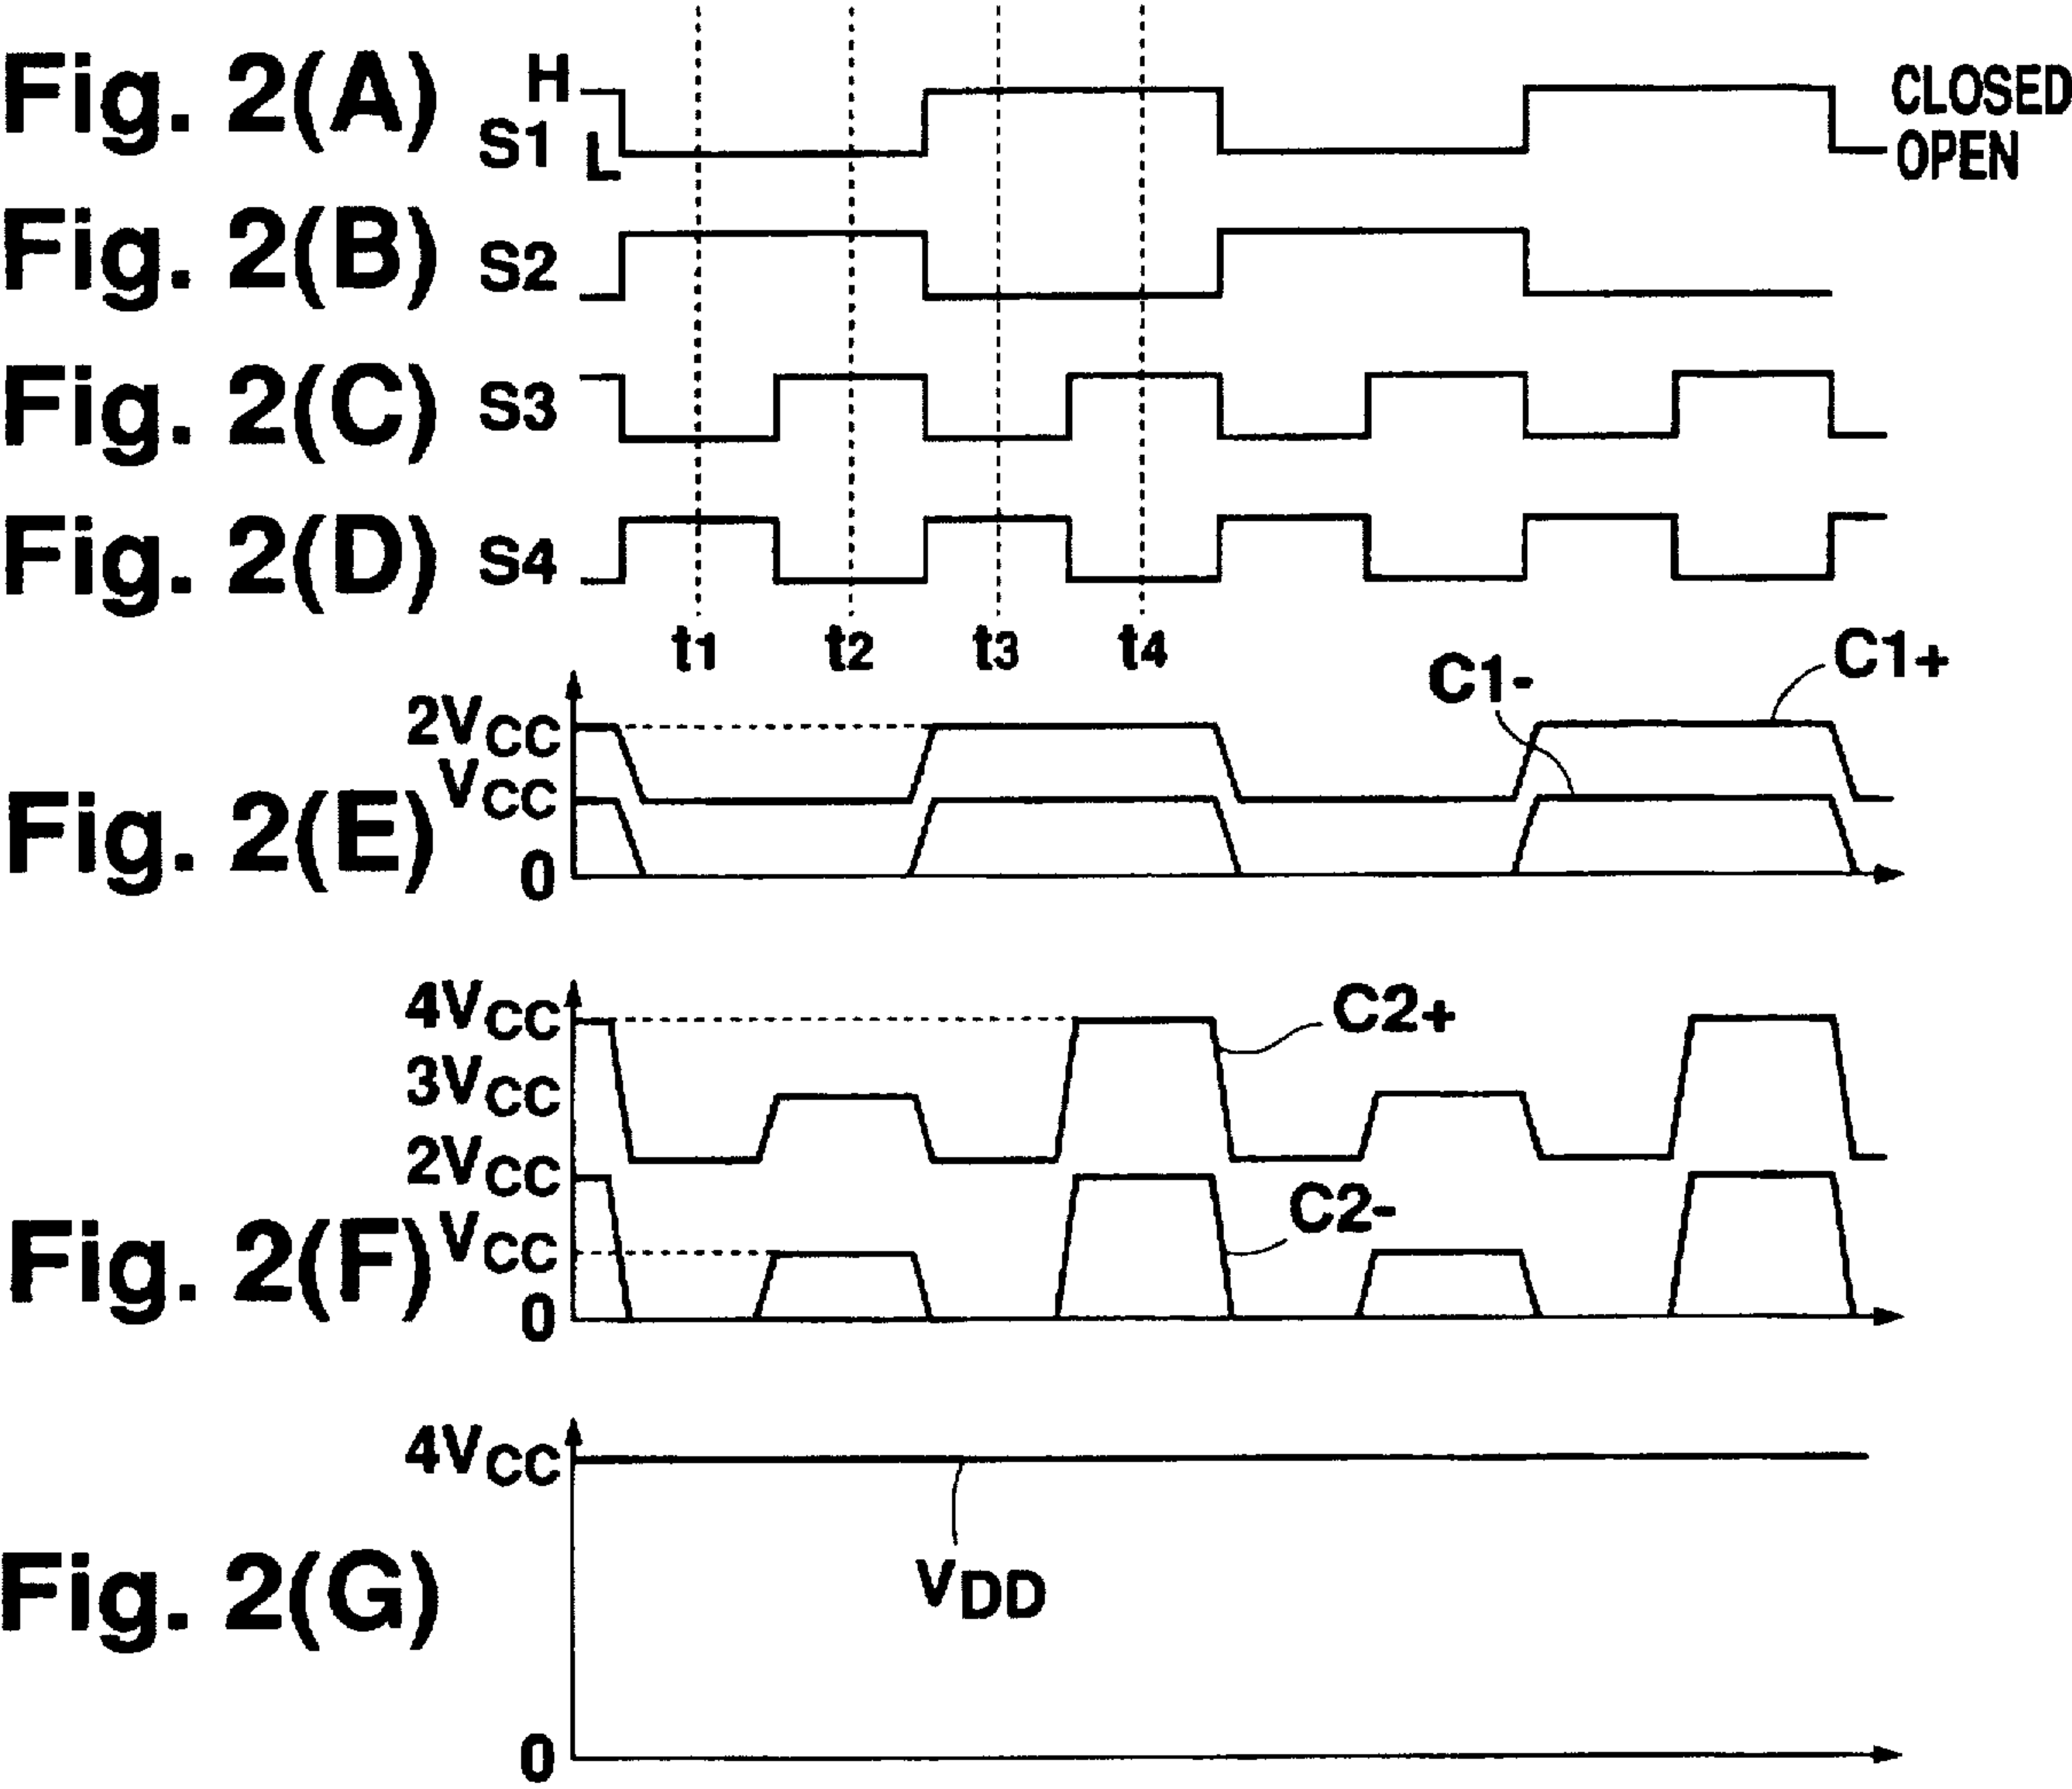 Fig. 2(A)
H
S1
L
CLOSED
OPEN
Fig. 2(B)
S2
Fig. 2(C)
S3
Fig. 2(D)
S4
t1 t2 t3 t4
Fig. 2(E)
2VCC
VCC
0
C1-
C1+
Fig. 2(F)
4VCC
3VCC
2VCC
VCC
0
C2+
C2-
Fig. 2(G)
4VCC
VDD
0